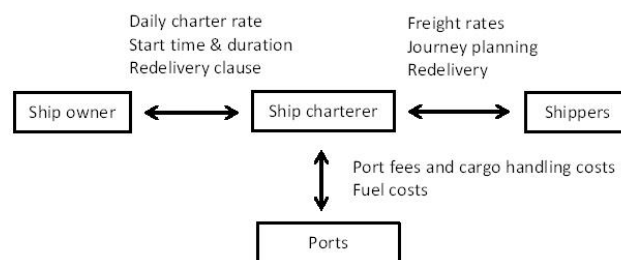 Daily charter rate
Start time & duration
Redelivery clause
Freight rates
Journey planning
Redelivery
Ship owner
Ship charterer
Shippers
Port fees and cargo handling costs
Fuel costs
Ports